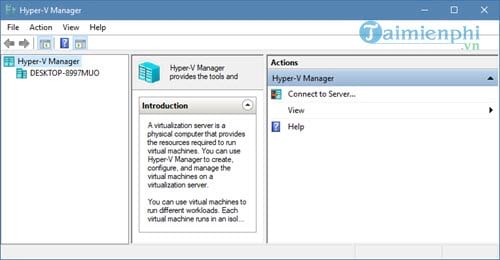 Hyper-V Manager
File Action View Help
Taimienphi
.vn
Hyper-V Manager
DESKTOP-8997MUO
Hyper-V Manager
provides the tools and
Introduction
A virtualization server is a
physical computer that provides
the resources required to run
virtual machines. You can use
Hyper-V Manager to create,
configure, and manage the
virtual machines on a
virtualization server.
You can use virtual machines to
run different workloads. Each
virtual machine runs in an isol...
Actions
Hyper-V Manager
Connect to Server...
View
Help